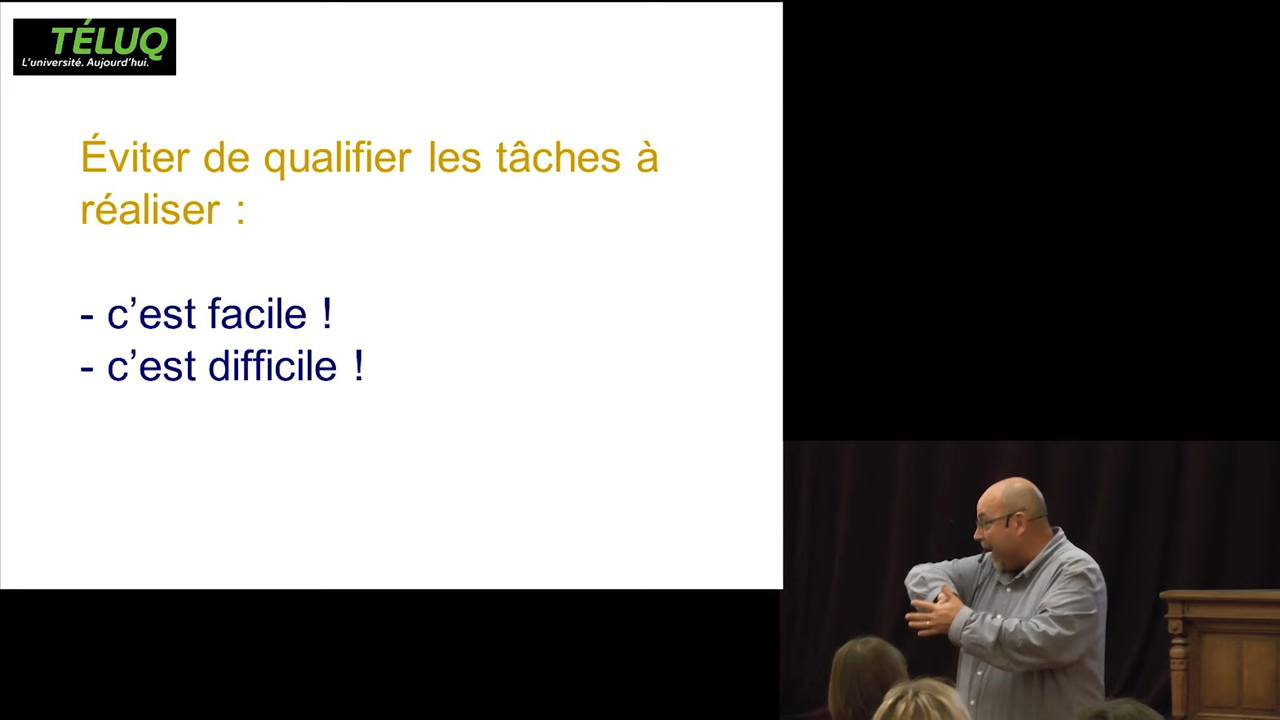 TÉLUQ
L'université. Aujourd'hui.
Éviter de qualifier les tâches à
réaliser :
- c’est facile !
- c’est difficile !